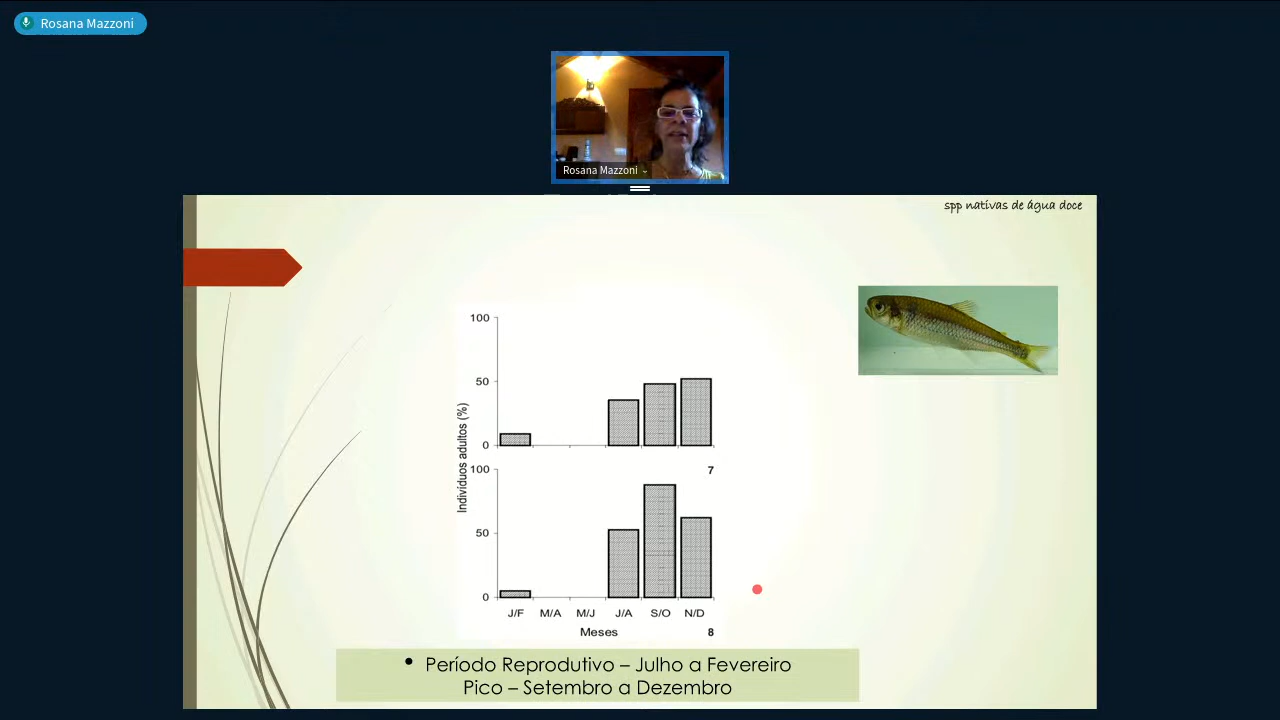 Rosana Mazzoni
Rosana Mazzoni
spp nativas de água doce
100
50
0
7
Indivíduos adultos (%)
100
50
0
J/F M/A M/J J/A S/O N/D
Meses 8
• Período Reprodutivo – Julho a Fevereiro
Pico – Setembro a Dezembro